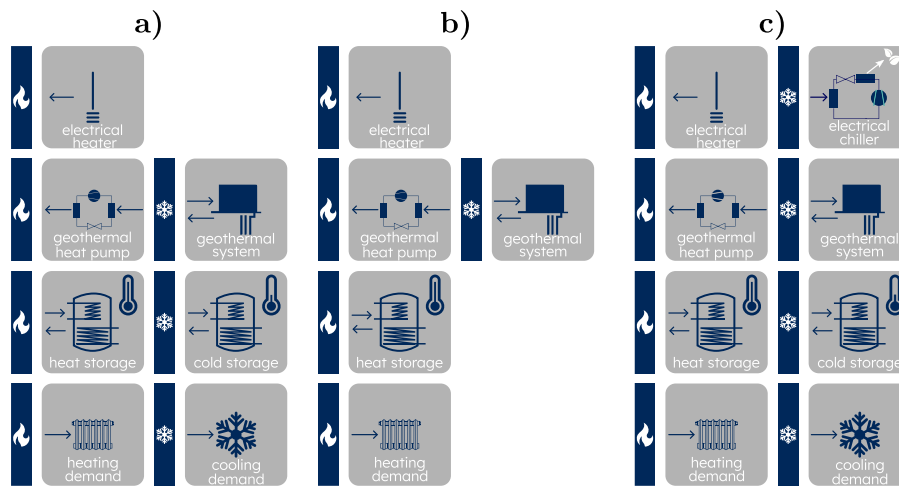 a) b) c)
electrical
heater
electrical
heater
electrical
heater
electrical
chiller
geothermal
heat pump
geothermal
system
geothermal
heat pump
geothermal
system
geothermal
heat pump
geothermal
system
heat storage
cold storage
heat storage
heat storage
cold storage
heating
demand
cooling
demand
heating
demand
heating
demand
cooling
demand